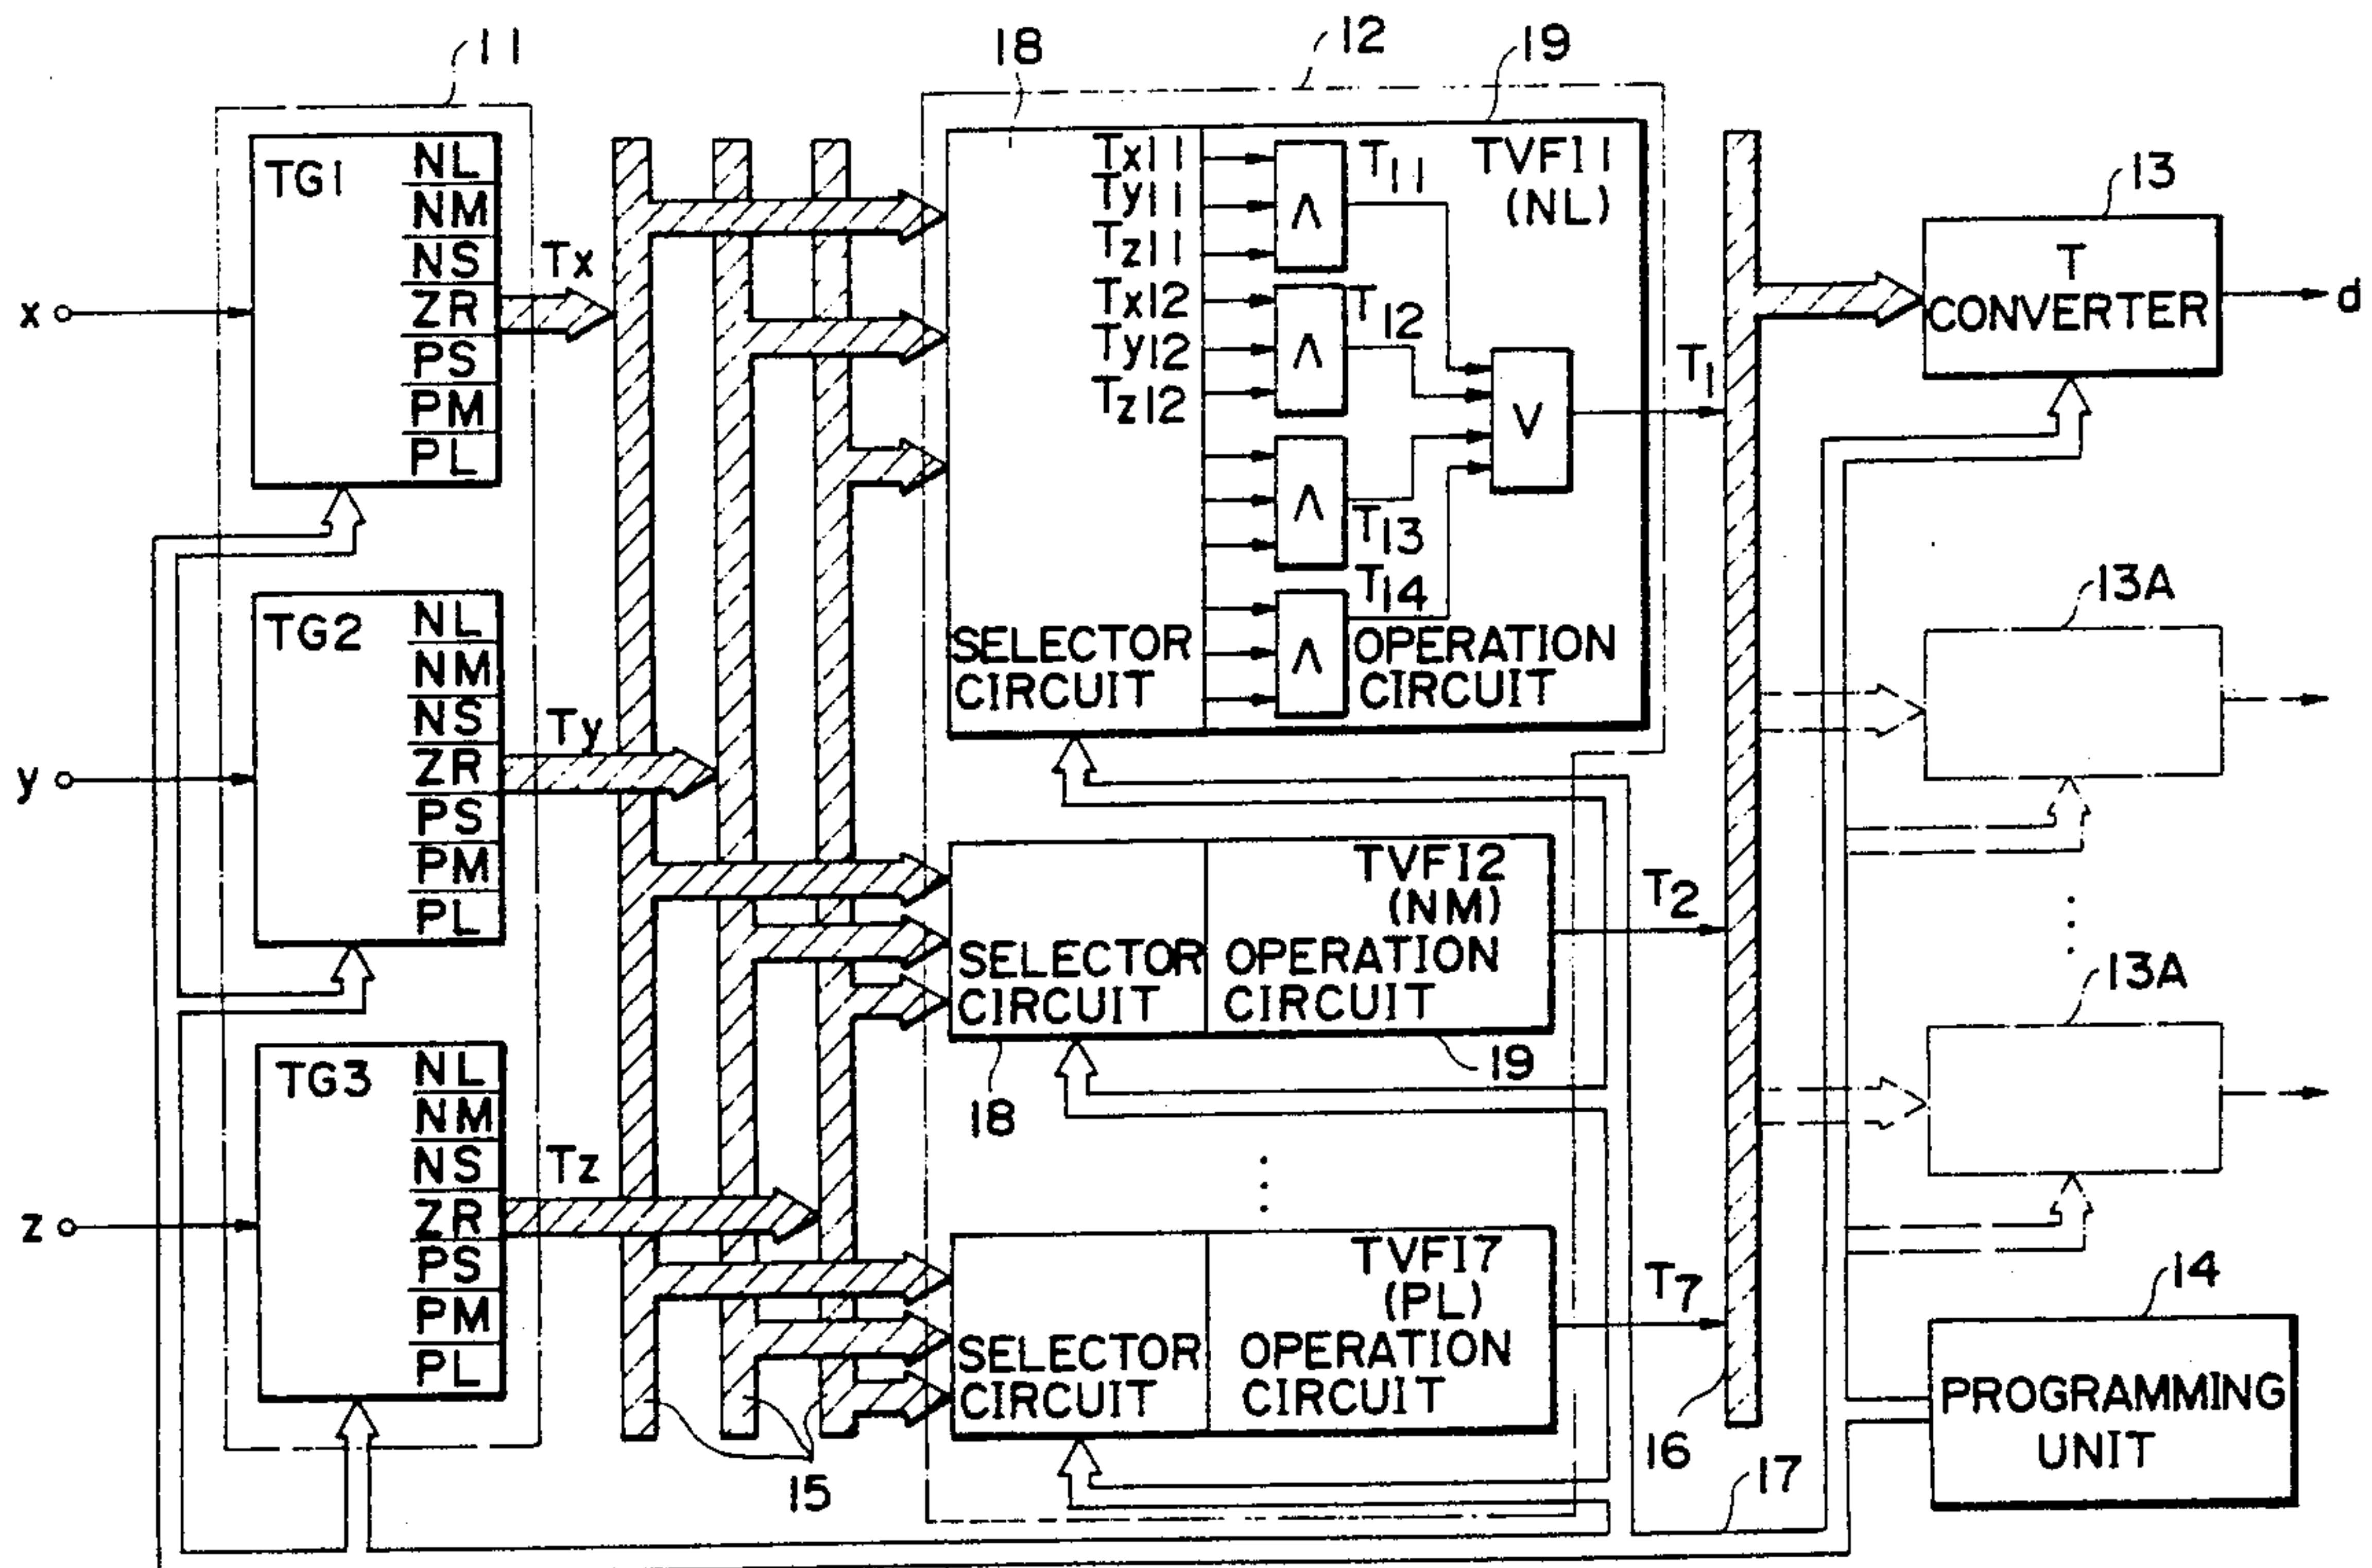 11
18
12
19
TG1
NL
NM
NS
ZR
PS
PM
PL
x
Tx
Tx11
Ty11
Tz11
Tx12
Ty12
Tz12
Λ
Λ
Λ
Λ
V
T11
T12
T13
T14
TVFI1
(NL)
SELECTOR
CIRCUIT
OPERATION
CIRCUIT
T1
13
T
CONVERTER
d
TG2
NL
NM
NS
ZR
PS
PM
PL
y
Ty
TVFI2
(NM)
SELECTOR
CIRCUIT
OPERATION
CIRCUIT
18
19
T2
13A
13A
TG3
NL
NM
NS
ZR
PS
PM
PL
z
Tz
TVFI7
(PL)
SELECTOR
CIRCUIT
OPERATION
CIRCUIT
T7
14
PROGRAMMING
UNIT
15
16
17